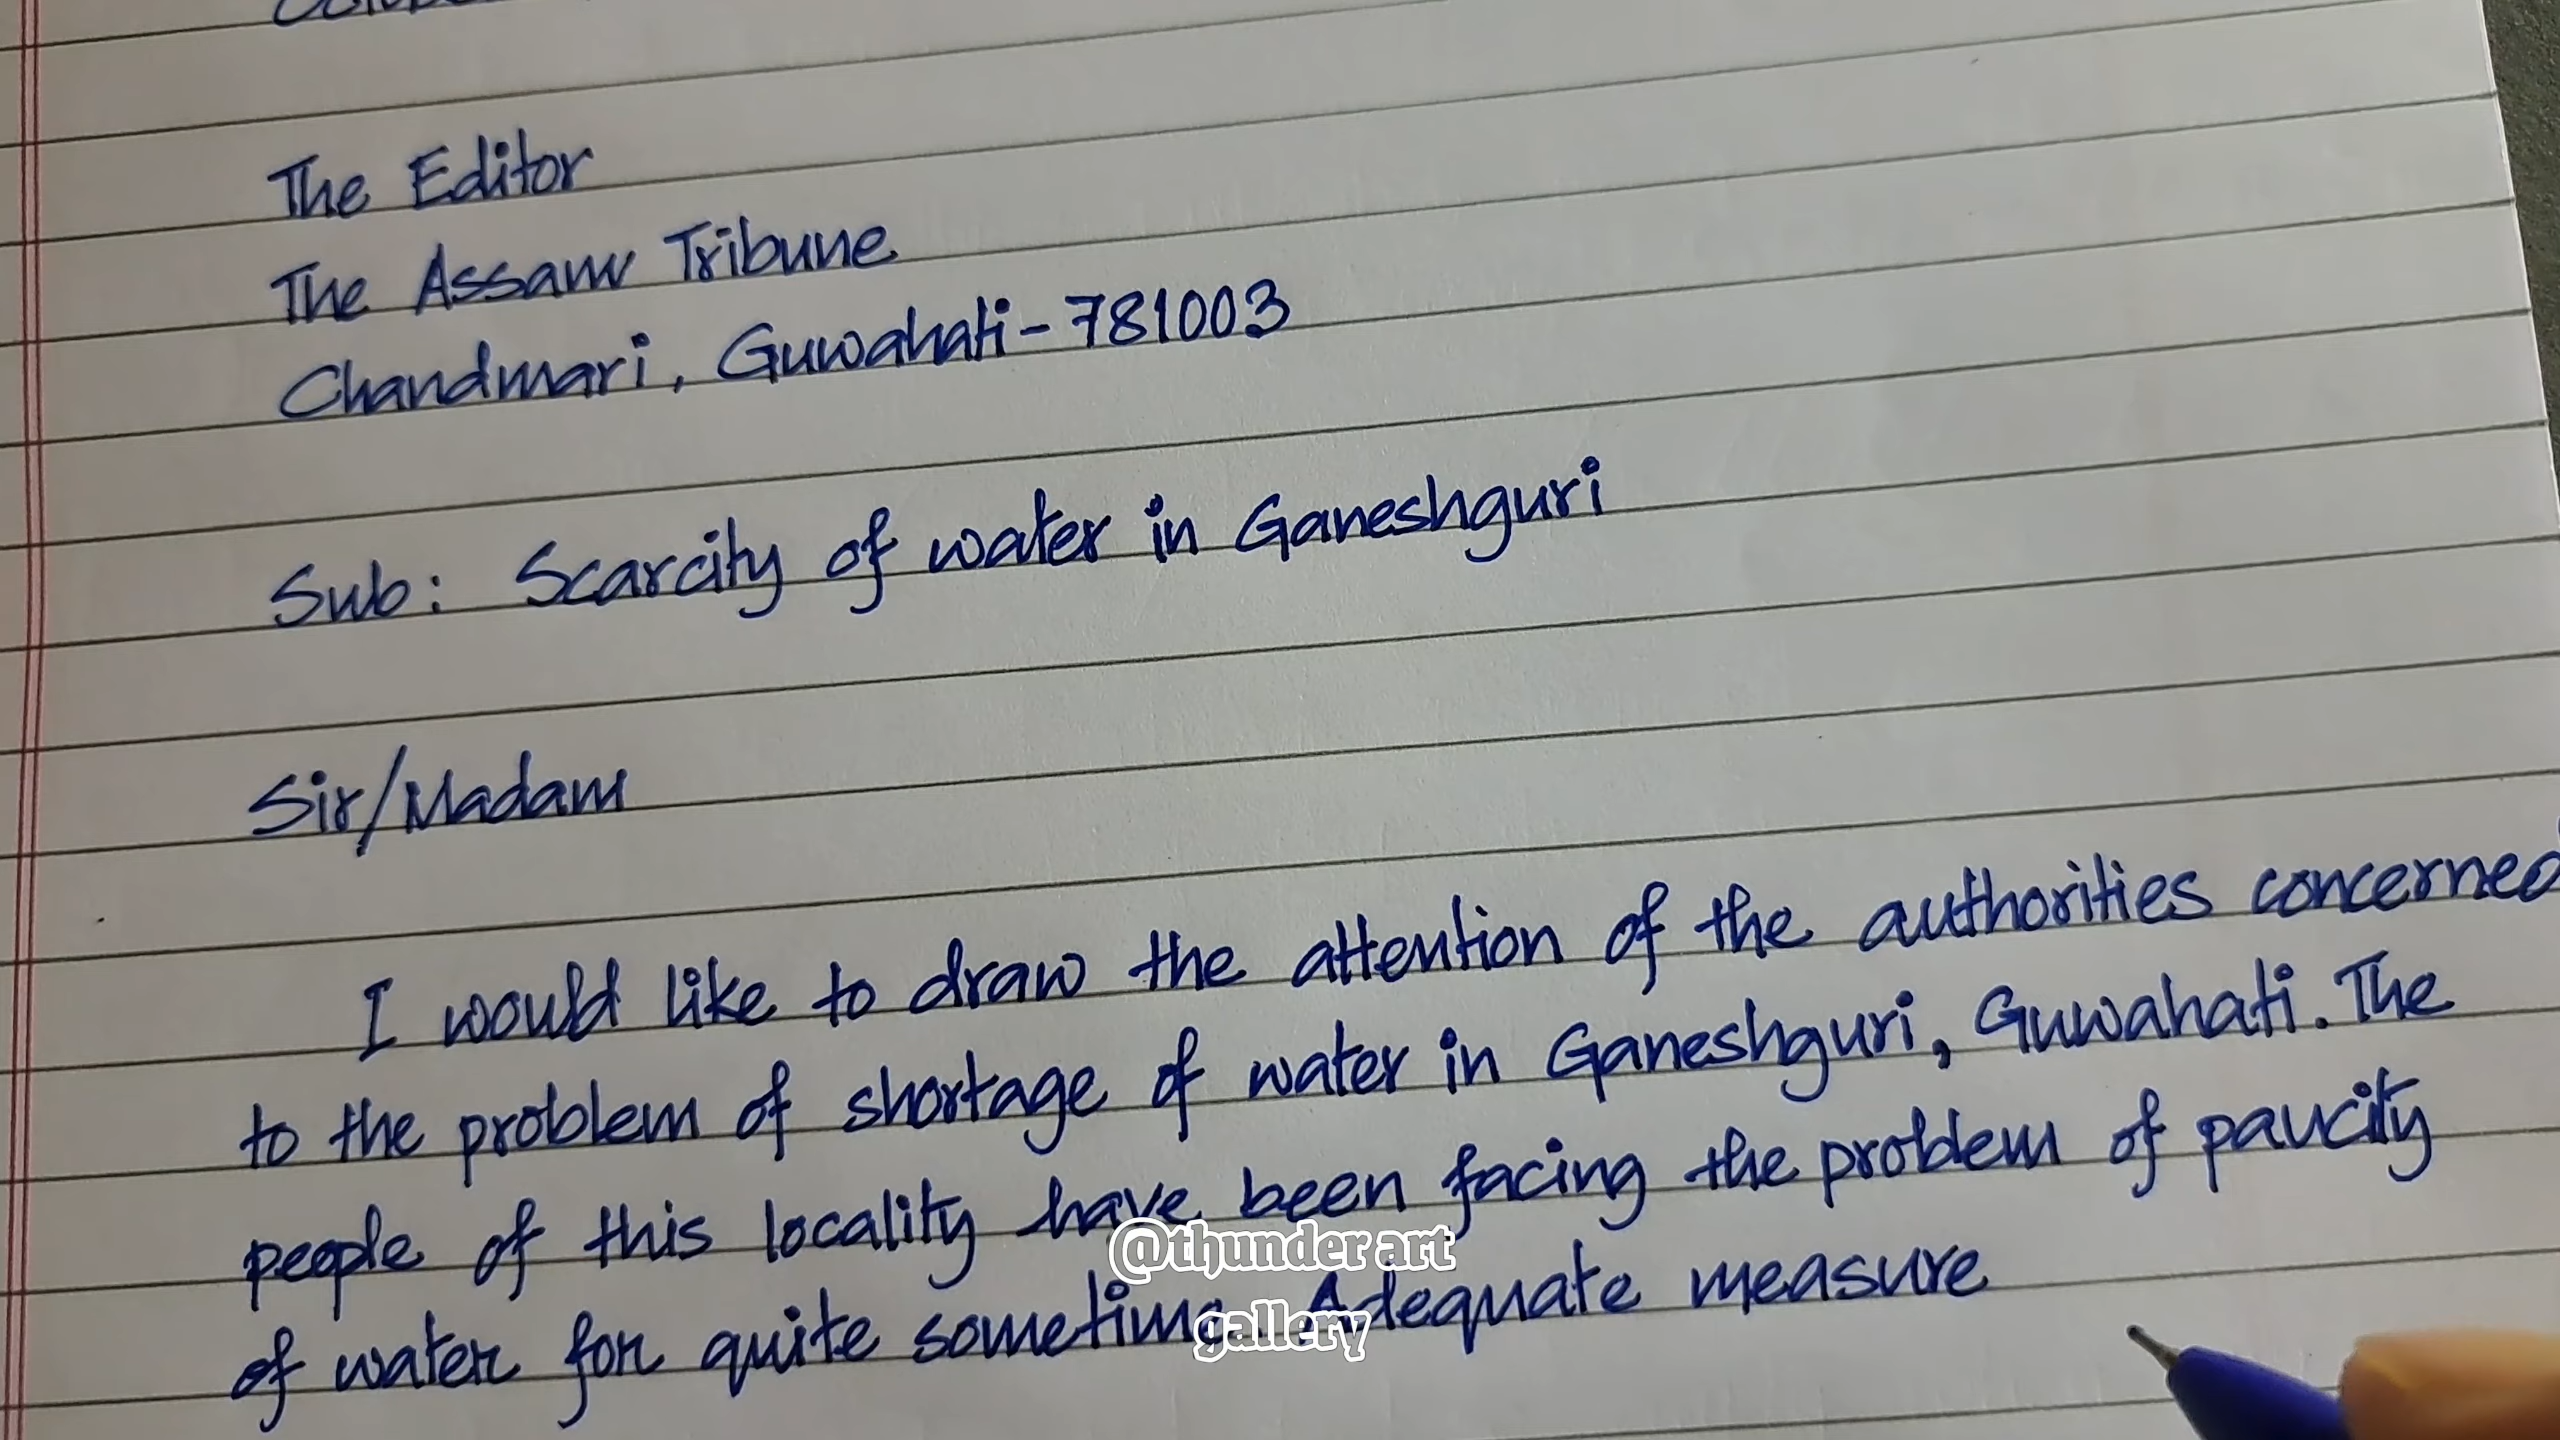 The Editor
The Assam Tribune
Chandmari, Guwahati-781003
Sub: Scarcity of water in Ganeshguri
Sir/Madam
I would like to draw the attention of the authorities concerned
to the problem of shortage of water in Ganeshguri, Guwahati. The
people of this locality have been facing the problem of paucity
of water for quite sometime. Adequate measure
@thunder art
gallery